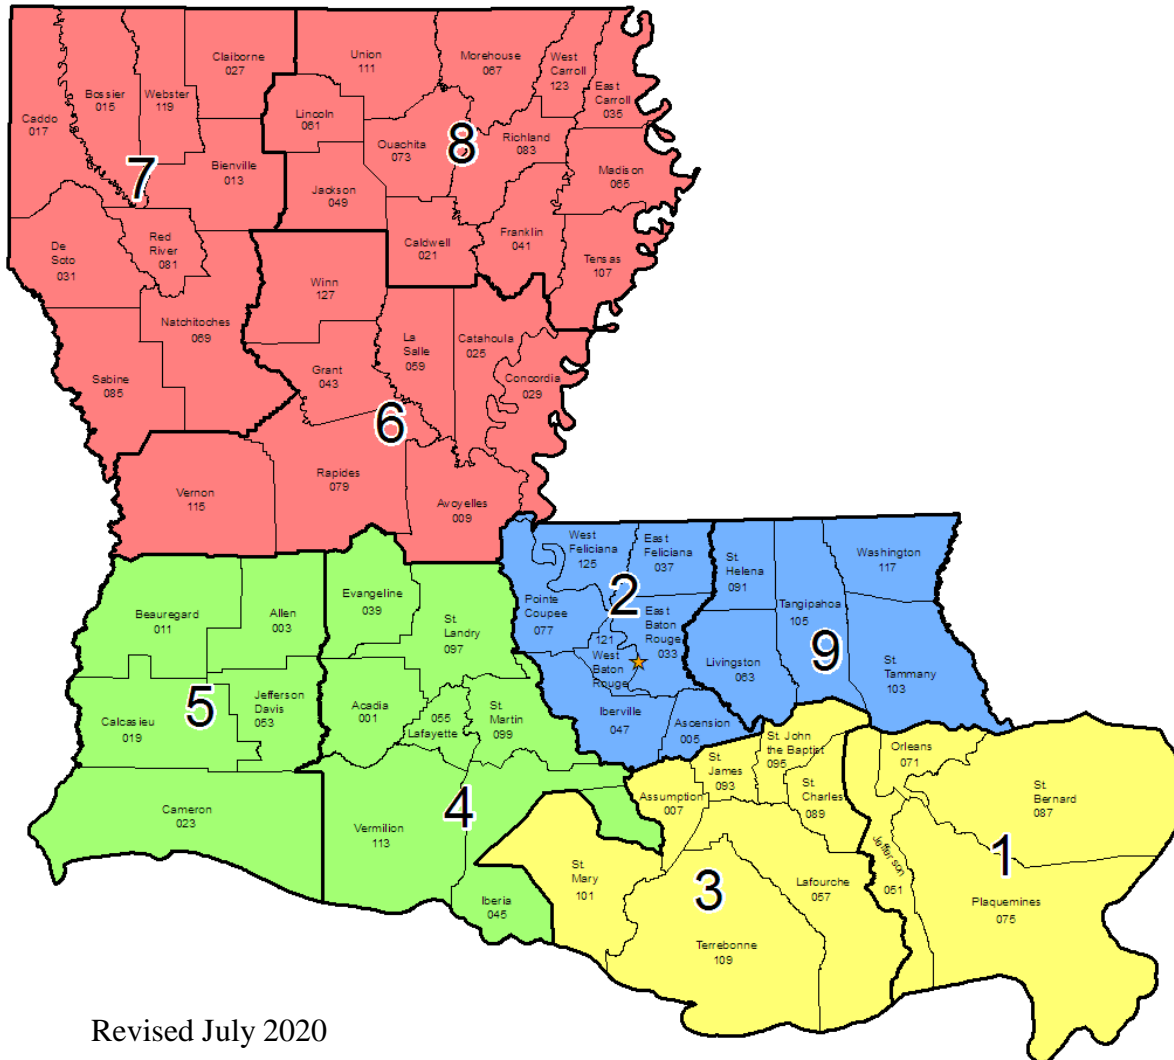 Claiborne
027
Union
111
Morehouse
067
West
Carroll
123
East
Carroll
035
Bossier
015
Webster
119
Caddo
017
Lincoln
061
Ouachita
073
8
Richland
083
7
Bienville
013
Madison
065
Jackson
049
De
Soto
031
Red
River
081
Caldwell
021
Franklin
041
Tensas
107
Winn
127
Natchitoches
069
La
Salle
059
Catahoula
025
Sabine
085
Grant
043
Concordia
029
6
Vernon
115
Rapides
079
Avoyelles
009
West
Feliciana
125
East
Feliciana
037
St.
Helena
091
Washington
117
Evangeline
039
Beauregard
011
Allen
003
St.
Landry
097
Pointe
Coupee
077
2
East
Baton
Rouge
033
121
West
Baton
Rouge
Tangipahoa
105
9
Livingston
063
St.
Tammany
103
Calcasieu
019
5
Jefferson
Davis
053
Acadia
001
055
Lafayette
St.
Martin
099
Iberville
047
Ascension
005
St. John
the Baptist
095
Orleans
071
St.
James
093
St.
Bernard
087
Cameron
023
Vermilion
113
4
Assumption
007
St.
Charles
089
Jefferson
051
1
St.
Mary
101
3
Lafourche
057
Plaquemines
075
Iberia
045
Terrebonne
109
Revised July 2020